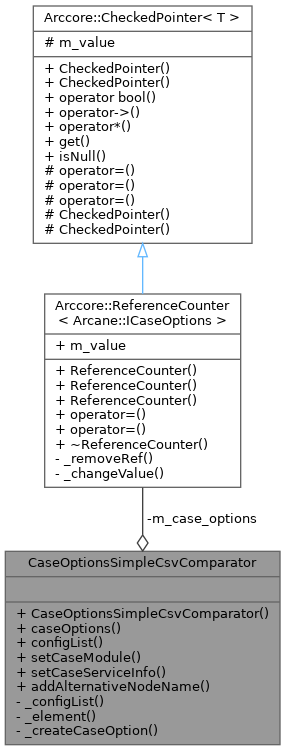 Arccore::CheckedPointer< T >
# m_value
+ CheckedPointer()
+ CheckedPointer()
+ operator bool()
+ operator->()
+ operator*()
+ get()
+ isNull()
# operator=()
# operator=()
# operator=()
# CheckedPointer()
# CheckedPointer()
Arccore::ReferenceCounter
< Arcane::ICaseOptions >
+ m_value
+ ReferenceCounter()
+ ReferenceCounter()
+ ReferenceCounter()
+ operator=()
+ operator=()
+ ~ReferenceCounter()
- _removeRef()
- _changeValue()
-m_case_options
CaseOptionsSimpleCsvComparator
+ CaseOptionsSimpleCsvComparator()
+ caseOptions()
+ configList()
+ setCaseModule()
+ setCaseServiceInfo()
+ addAlternativeNodeName()
- _configList()
- _element()
- _createCaseOption()